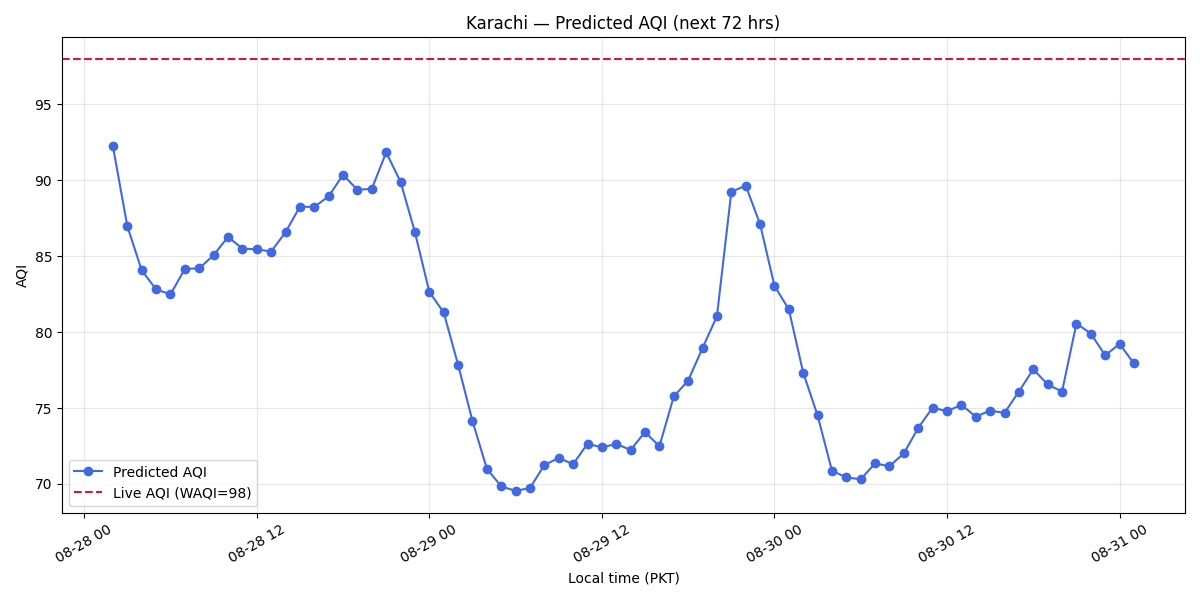 Karachi — Predicted AQI (next 72 hrs)
AQI
95
90
85
80
75
70
Predicted AQI
Live AQI (WAQI=98)
08-28 00
08-28 12
08-29 00
08-29 12
08-30 00
08-30 12
08-31 00
Local time (PKT)